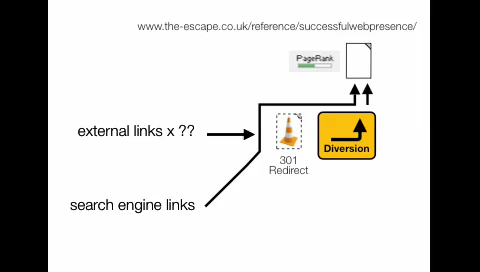 www.the-escape.co.uk/reference/successfulwebpresence/
PageRank
external links x ??
301
Redirect
Diversion
search engine links